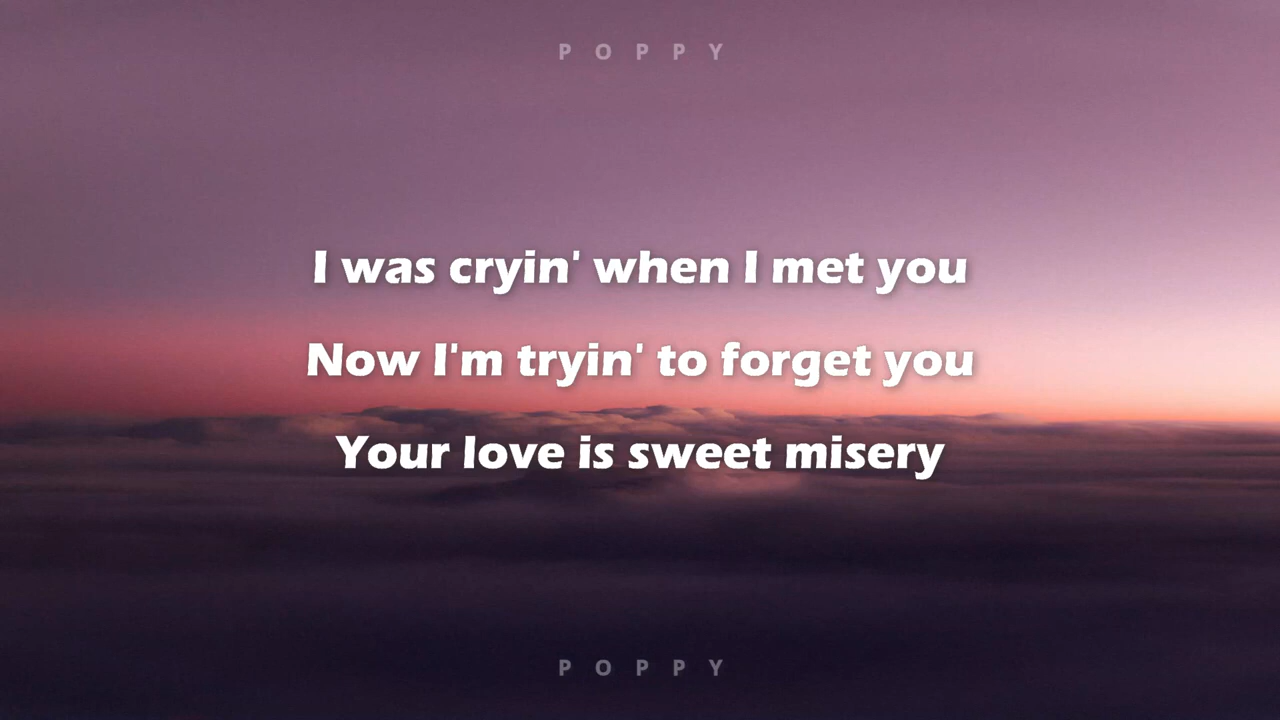 P O P P Y
I was cryin' when I met you
Now I'm tryin' to forget you
Your love is sweet misery
P O P P Y